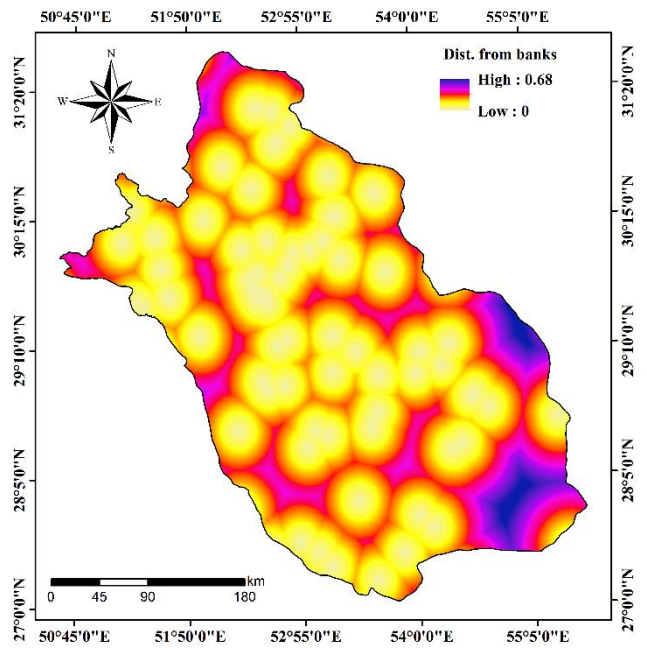 50°45'0"E 51°50'0"E 52°55'0"E 54°0'0"E 55°5'0"E
Dist. from banks
High : 0.68
Low : 0
N
W E
S
31°20'0"N 31°20'0"N
30°15'0"N 30°15'0"N
29°10'0"N 29°10'0"N
28°5'0"N 28°5'0"N
27°0'0"N 27°0'0"N
km
0 45 90 180
50°45'0"E 51°50'0"E 52°55'0"E 54°0'0"E 55°5'0"E